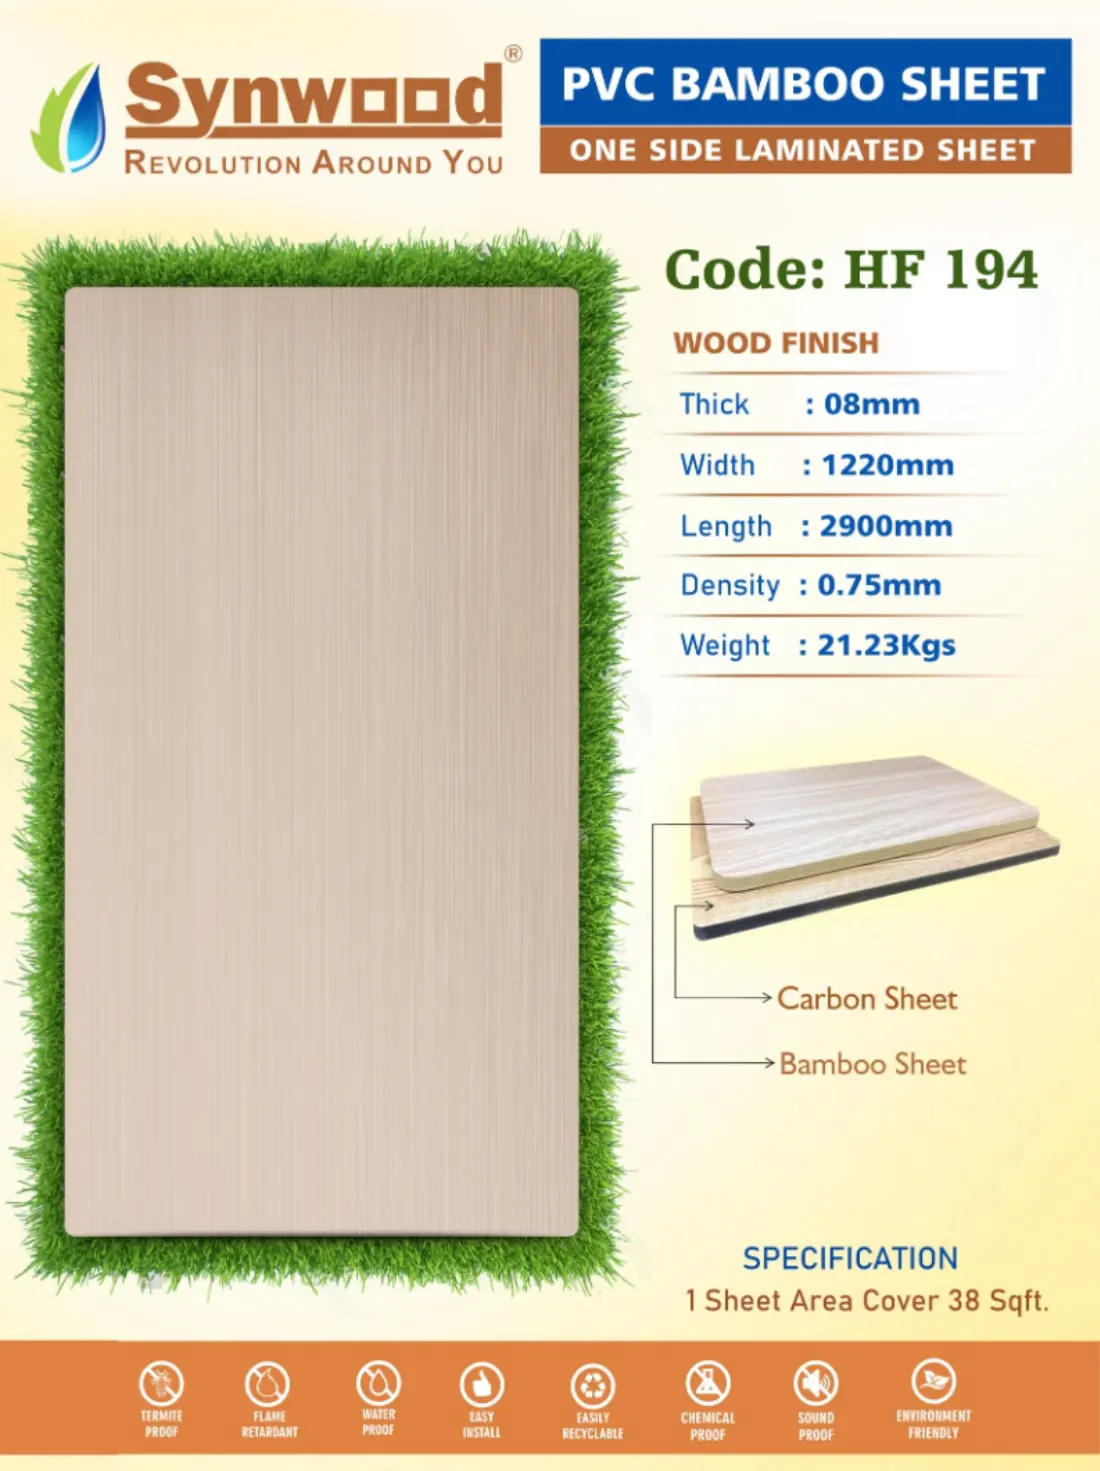 Synwood®
REVOLUTION AROUND YOU
PVC BAMBOO SHEET
ONE SIDE LAMINATED SHEET
Code: HF 194
WOOD FINISH
Thick : 08mm
Width : 1220mm
Length : 2900mm
Density : 0.75mm
Weight : 21.23Kgs
Carbon Sheet
Bamboo Sheet
SPECIFICATION
1 Sheet Area Cover 38 Sqft.
TERMITE
PROOF
FLAME
RETARDANT
WATER
PROOF
EASY
INSTALL
EASILY
RECYCLABLE
CHEMICAL
PROOF
SOUND
PROOF
ENVIRONMENT
FRIENDLY